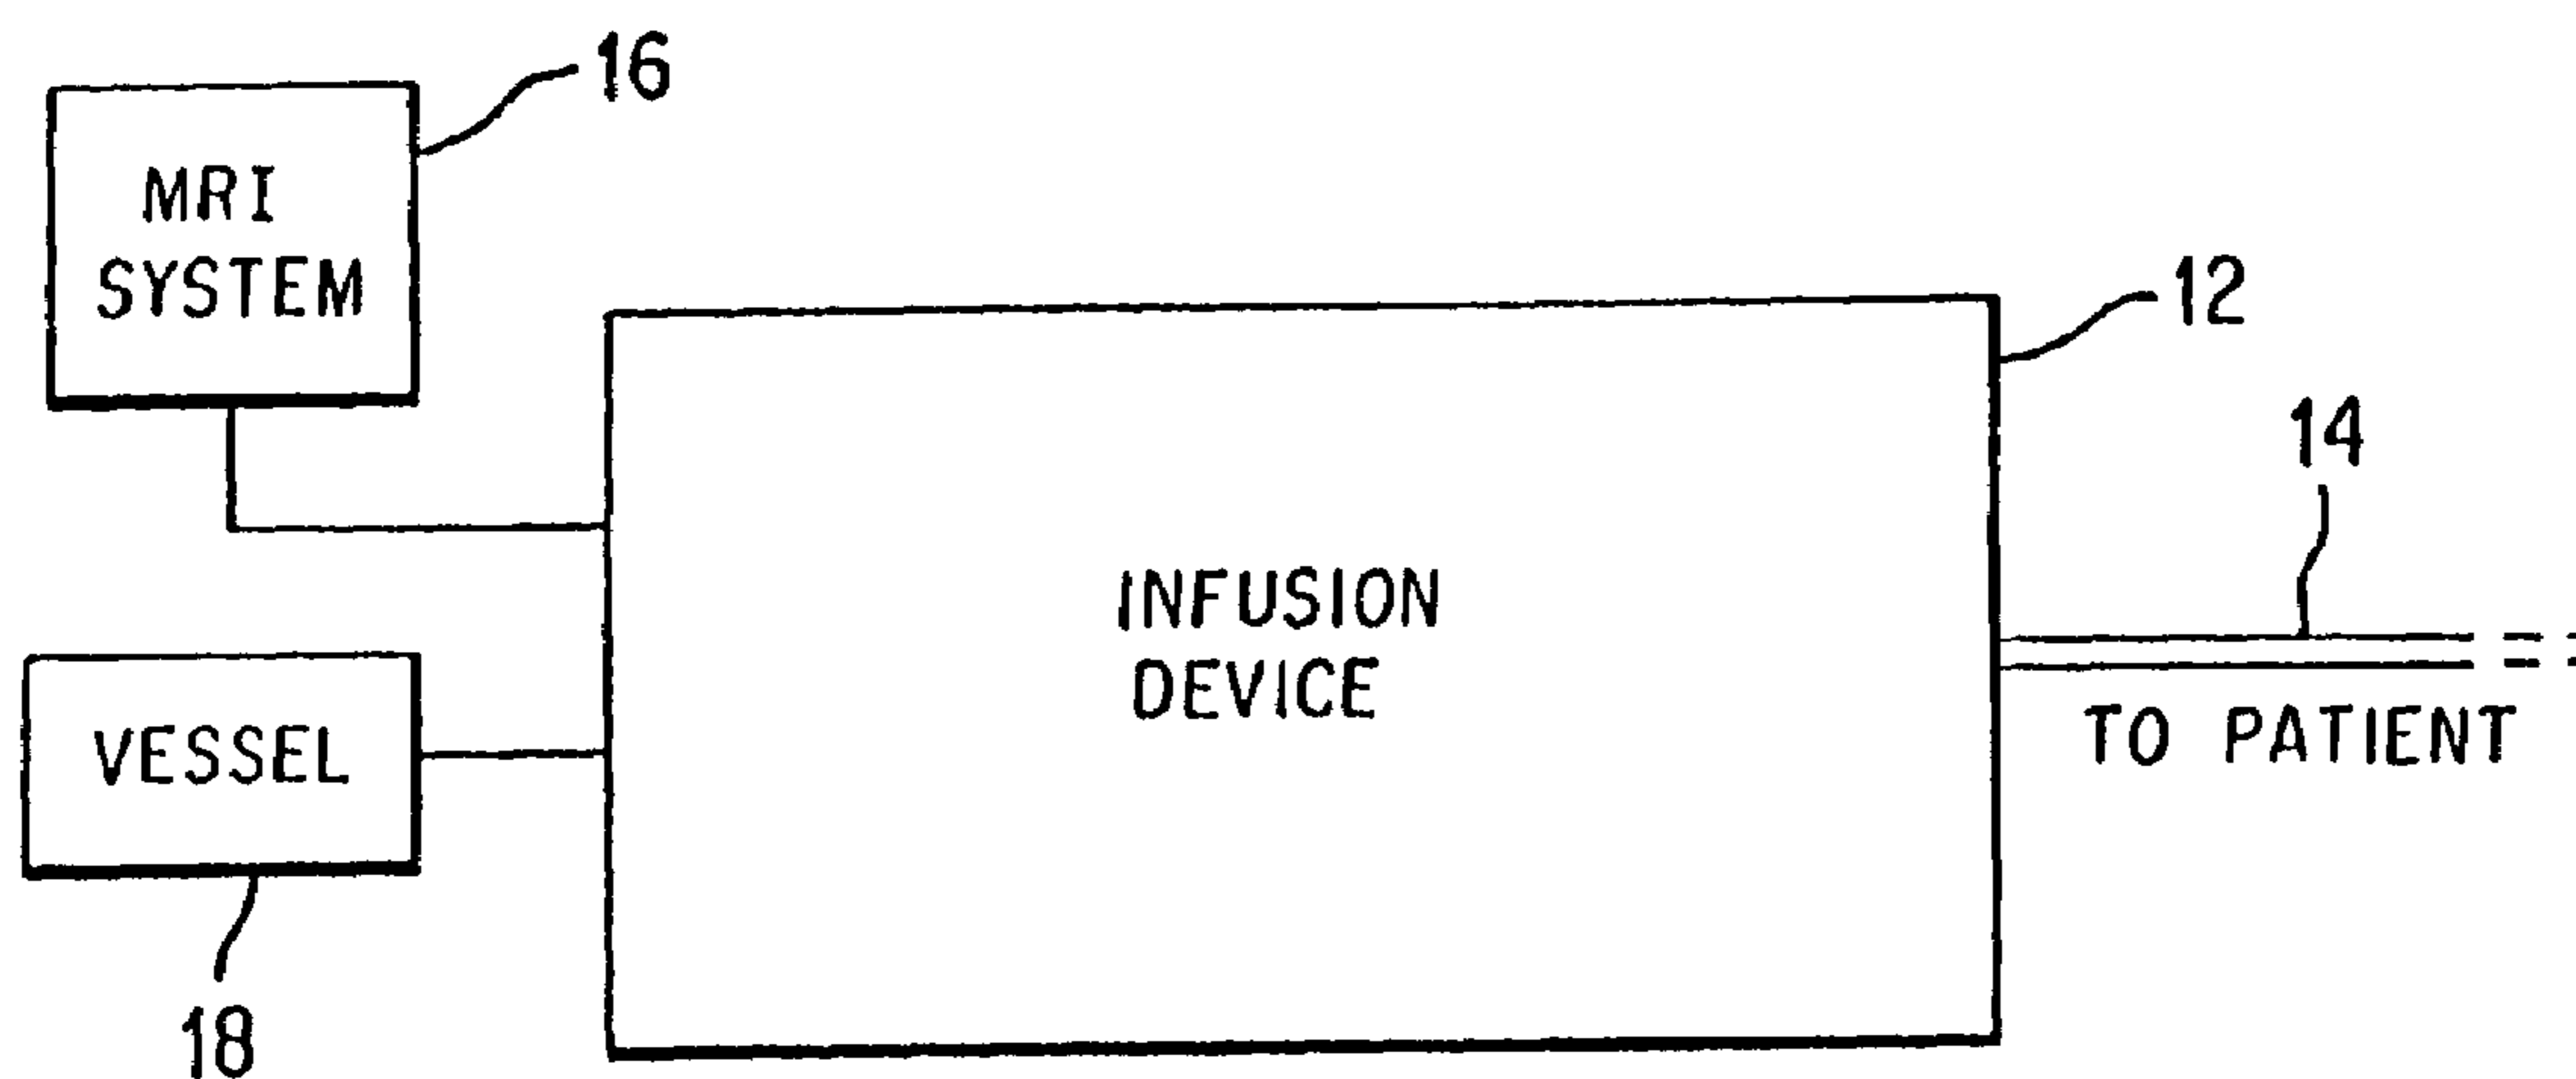 16
MRI
SYSTEM
12
14
INFUSION
DEVICE
VESSEL
TO PATIENT
18